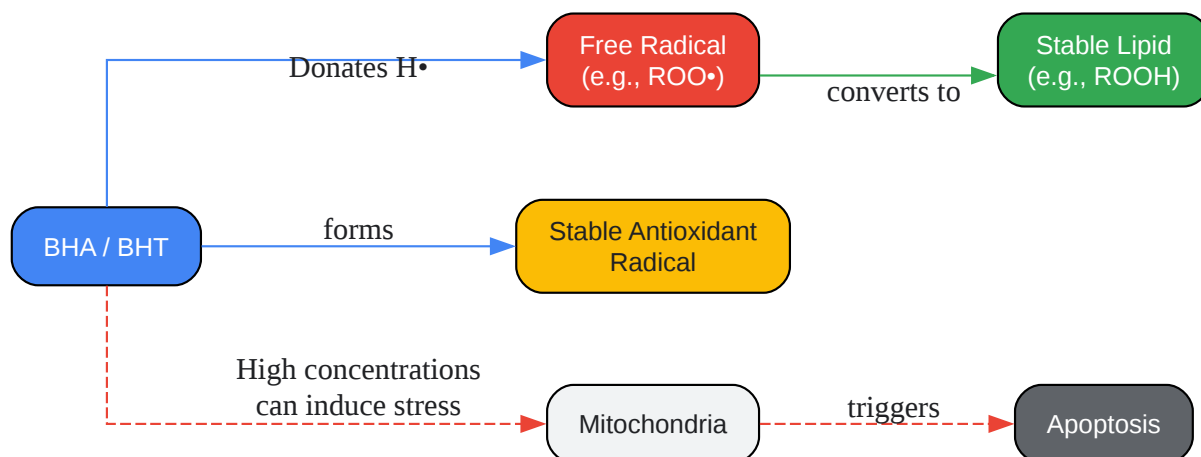 Donates H•
Free Radical
(e.g., ROO•)
converts to
Stable Lipid
(e.g., ROOH)
BHA / BHT
forms
Stable Antioxidant
Radical
High concentrations
can induce stress
Mitochondria
triggers
Apoptosis